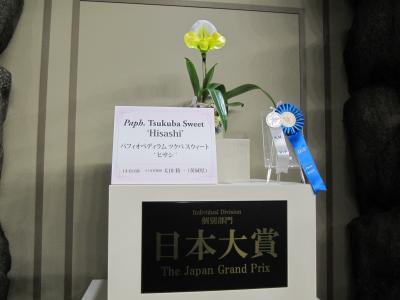 Paph. Tsukuba Sweet
'Hisashi'
パフィオペディラム ツクバ スウィート
'ヒサシ'
Individual Division
個別部門
日本大賞
The Japan Grand Prix